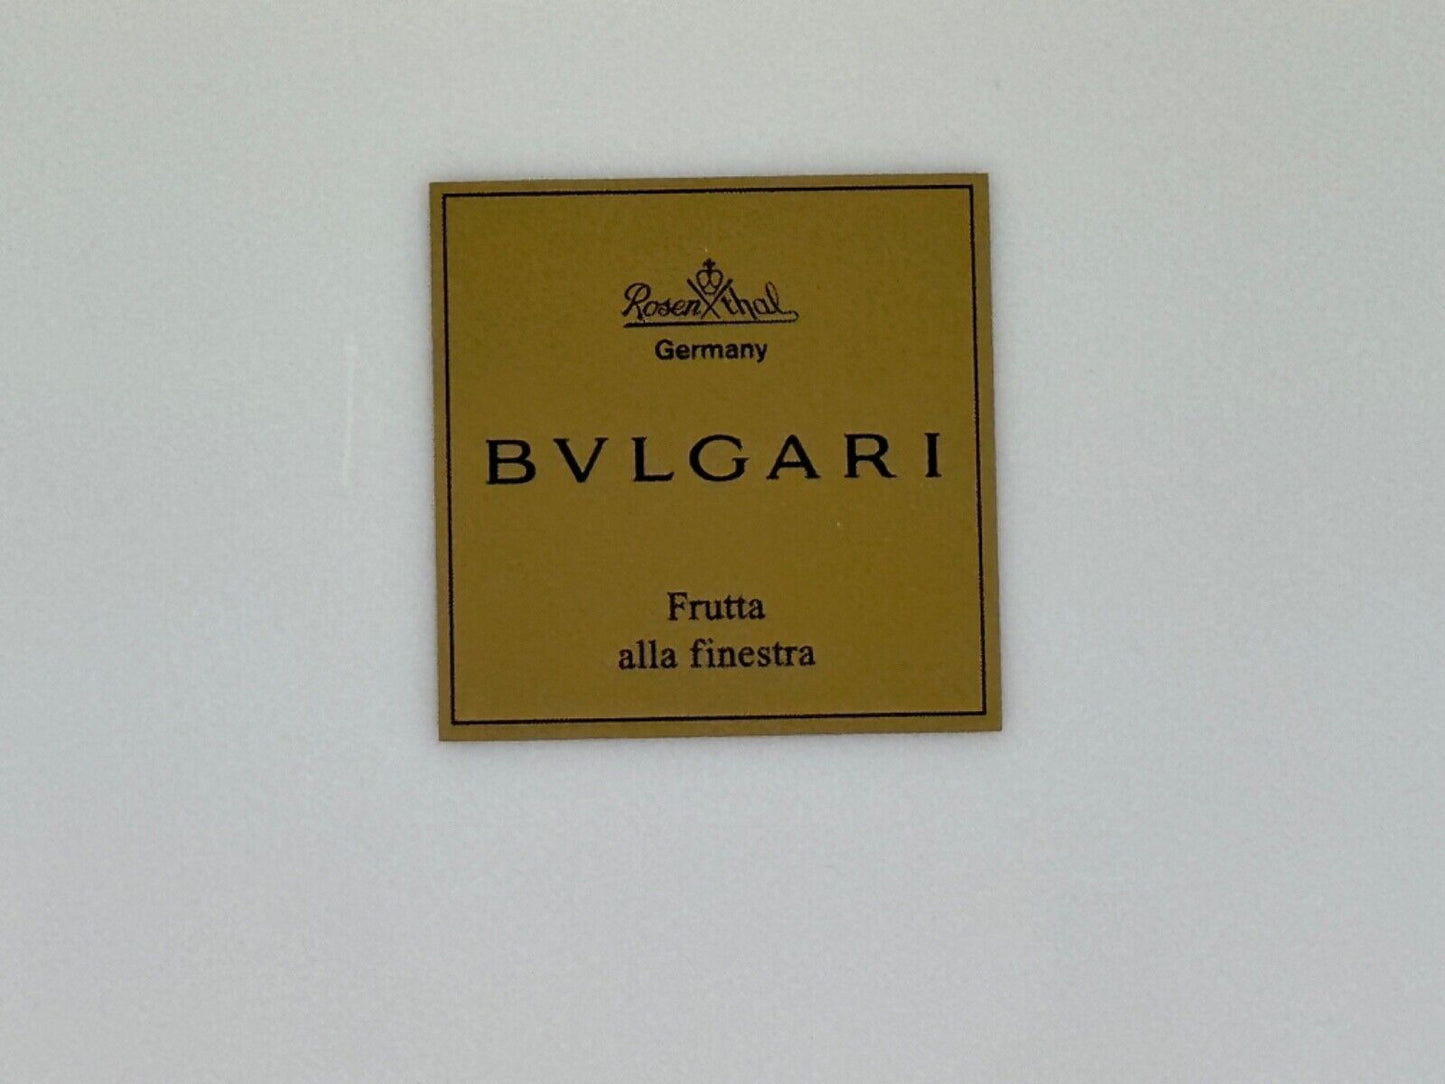 Rosenthal
Germany
BVLGARI
Frutta
alla finestra